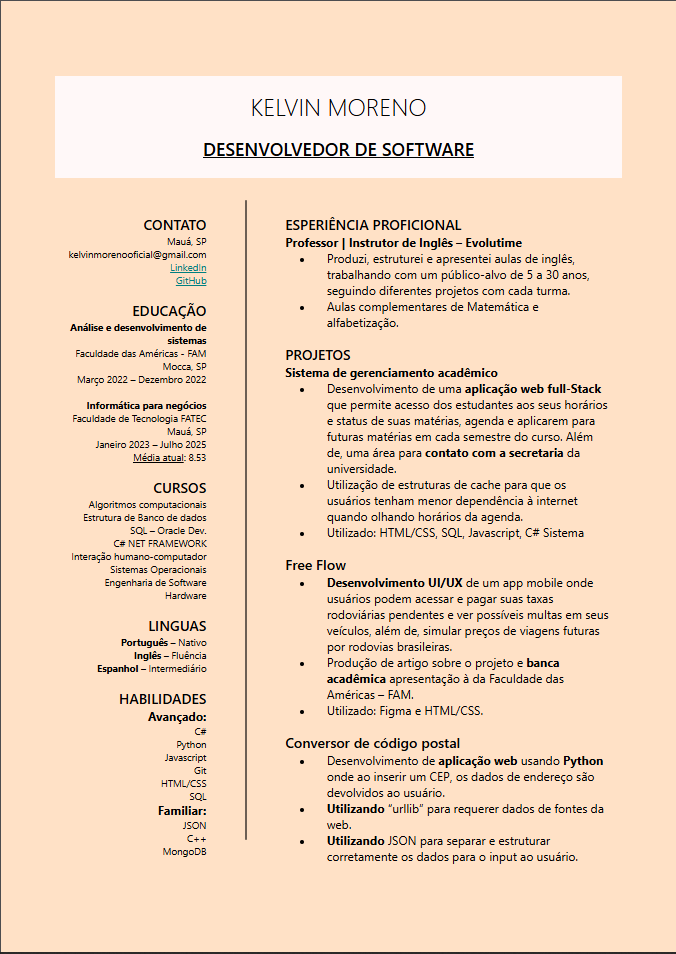 KELVIN MORENO
DESENVOLVEDOR DE SOFTWARE
CONTATO
Mauá, SP
kelvinmorenooficial@gmail.com
LinkedIn
GitHub
EDUCAÇÃO
Análise e desenvolvimento de
sistemas
Faculdade das Américas - FAM
Mocca, SP
Março 2022 – Dezembro 2022
Informática para negócios
Faculdade de Tecnologia FATEC
Mauá, SP
Janeiro 2023 – Julho 2025
Média atual: 8.53
CURSOS
Algoritmos computacionais
Estrutura de Banco de dados
SQL – Oracle Dev.
C# NET FRAMEWORK
Interação humano-computador
Sistemas Operacionais
Engenharia de Software
Hardware
LINGUAS
Português – Nativo
Inglês – Fluência
Espanhol – Intermediário
HABILIDADES
Avançado:
C#
Python
Javascript
Git
HTML/CSS
SQL
Familiar:
JSON
C++
MongoDB
ESPERIÊNCIA PROFICIONAL
Professor | Instrutor de Inglês – Evolutime
• Produzi, estruturei e apresentei aulas de inglês,
trabalhando com um público-alvo de 5 a 30 anos,
seguindo diferentes projetos com cada turma.
• Aulas complementares de Matemática e
alfabetização.
PROJETOS
Sistema de gerenciamento acadêmico
• Desenvolvimento de uma aplicação web full-Stack
que permite acesso dos estudantes aos seus horários
e status de suas matérias, agenda e aplicarem para
futuras matérias em cada semestre do curso. Além
de, uma área para contato com a secretaria da
universidade.
• Utilização de estruturas de cache para que os
usuários tenham menor dependência à internet
quando olhando horários da agenda.
• Utilizado: HTML/CSS, SQL, Javascript, C# Sistema
Free Flow
• Desenvolvimento UI/UX de um app mobile onde
usuários podem acessar e pagar suas taxas
rodoviárias pendentes e ver possíveis multas em seus
veículos, além de, simular preços de viagens futuras
por rodovias brasileiras.
• Produção de artigo sobre o projeto e banca
acadêmica apresentação à da Faculdade das
Américas – FAM.
• Utilizado: Figma e HTML/CSS.
Conversor de código postal
• Desenvolvimento de aplicação web usando Python
onde ao inserir um CEP, os dados de endereço são
devolvidos ao usuário.
• Utilizando “urllib” para requerer dados de fontes da
web.
• Utilizando JSON para separar e estruturar
corretamente os dados para o input ao usuário.